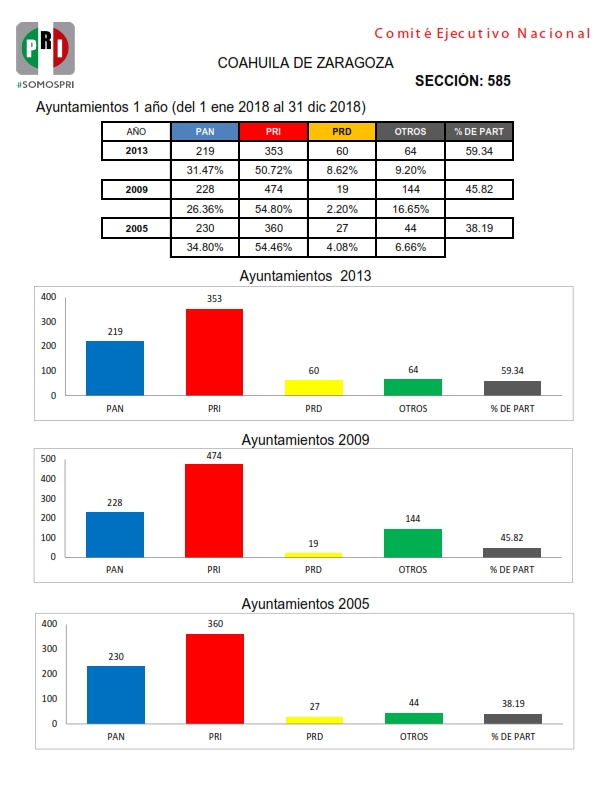 Comité Ejecutivo Nacional
PRI
#SOMOSPRI
COAHUILA DE ZARAGOZA
SECCIÓN: 585
Ayuntamientos 1 año (del 1 ene 2018 al 31 dic 2018)
AÑO PAN PRI PRD OTROS % DE PART
2013 219 353 60 64 59.34
31.47% 50.72% 8.62% 9.20%
2009 228 474 19 144 45.82
26.36% 54.80% 2.20% 16.65%
2005 230 360 27 44 38.19
34.80% 54.46% 4.08% 6.66%
Ayuntamientos 2013
400
300
200
100
0
219 353 60 64 59.34
PAN PRI PRD OTROS % DE PART
Ayuntamientos 2009
500
400
300
200
100
0
228 474 19 144 45.82
PAN PRI PRD OTROS % DE PART
Ayuntamientos 2005
400
300
200
100
0
230 360 27 44 38.19
PAN PRI PRD OTROS % DE PART